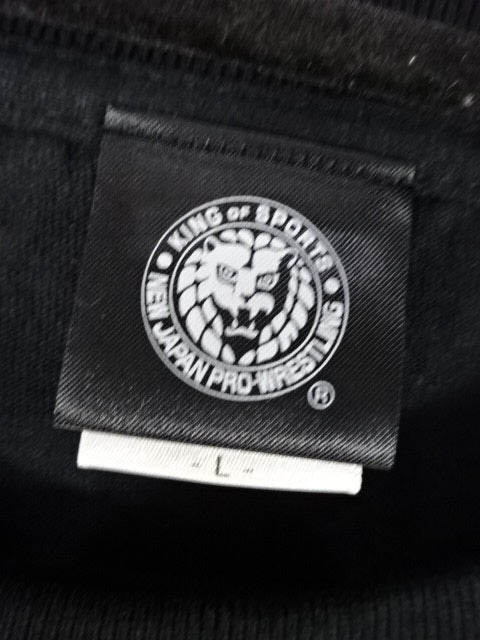 KING OF SPORTS
NEW JAPAN PRO-WRESTLING
®
- L -